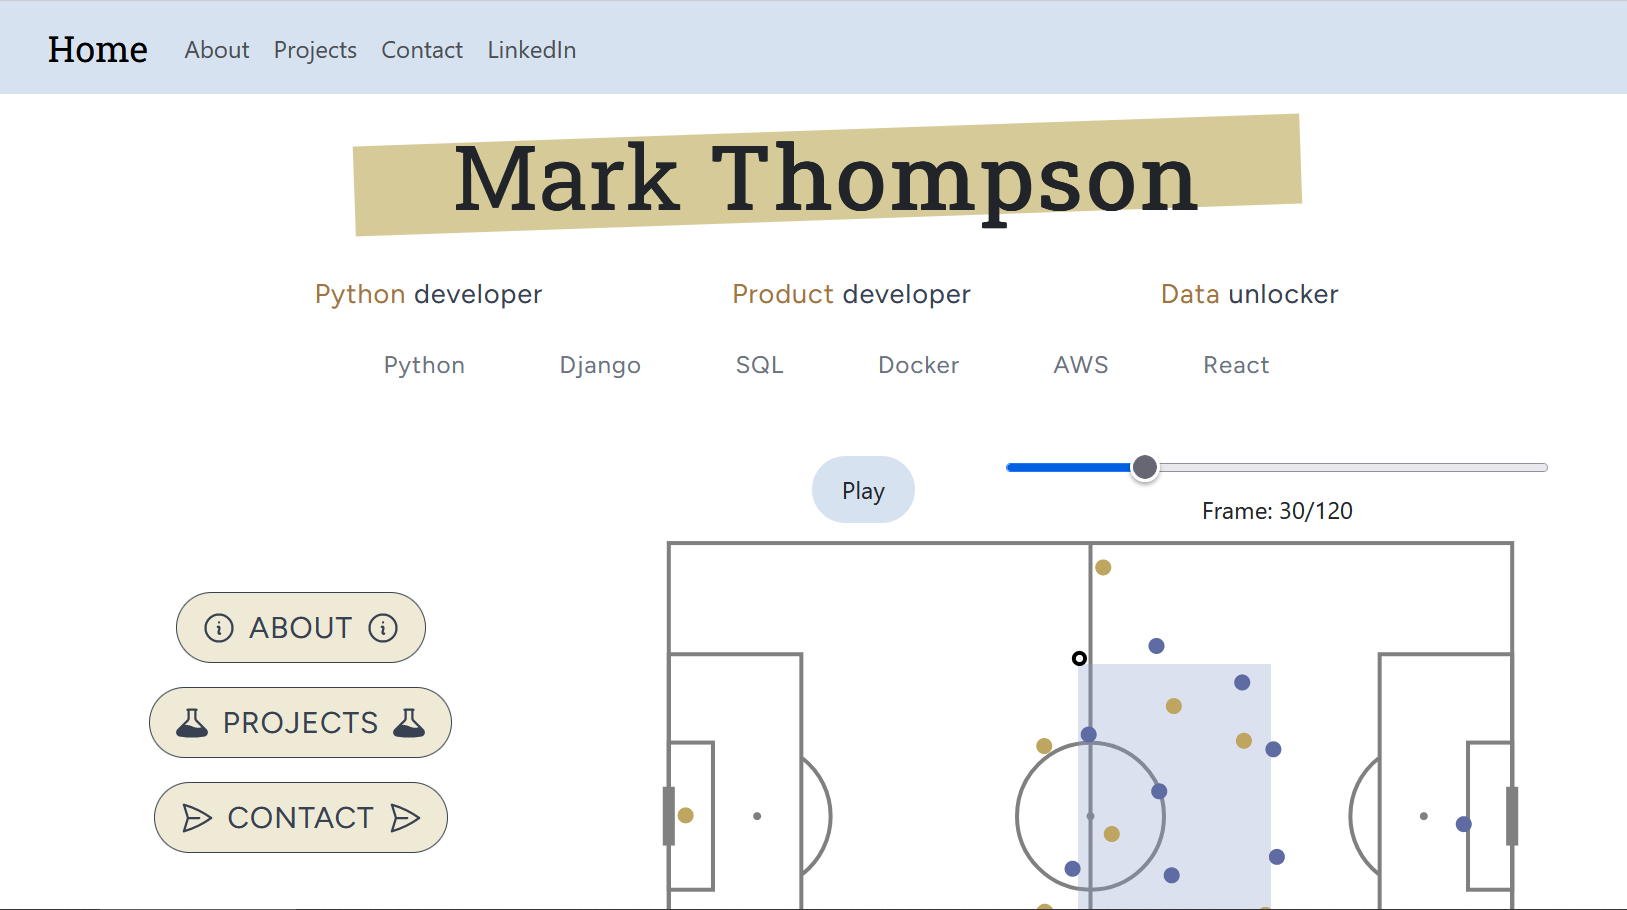 Home About Projects Contact LinkedIn
Mark Thompson
Python developer Product developer Data unlocker
Python Django SQL Docker AWS React
Play
Frame: 30/120
ABOUT
PROJECTS
CONTACT